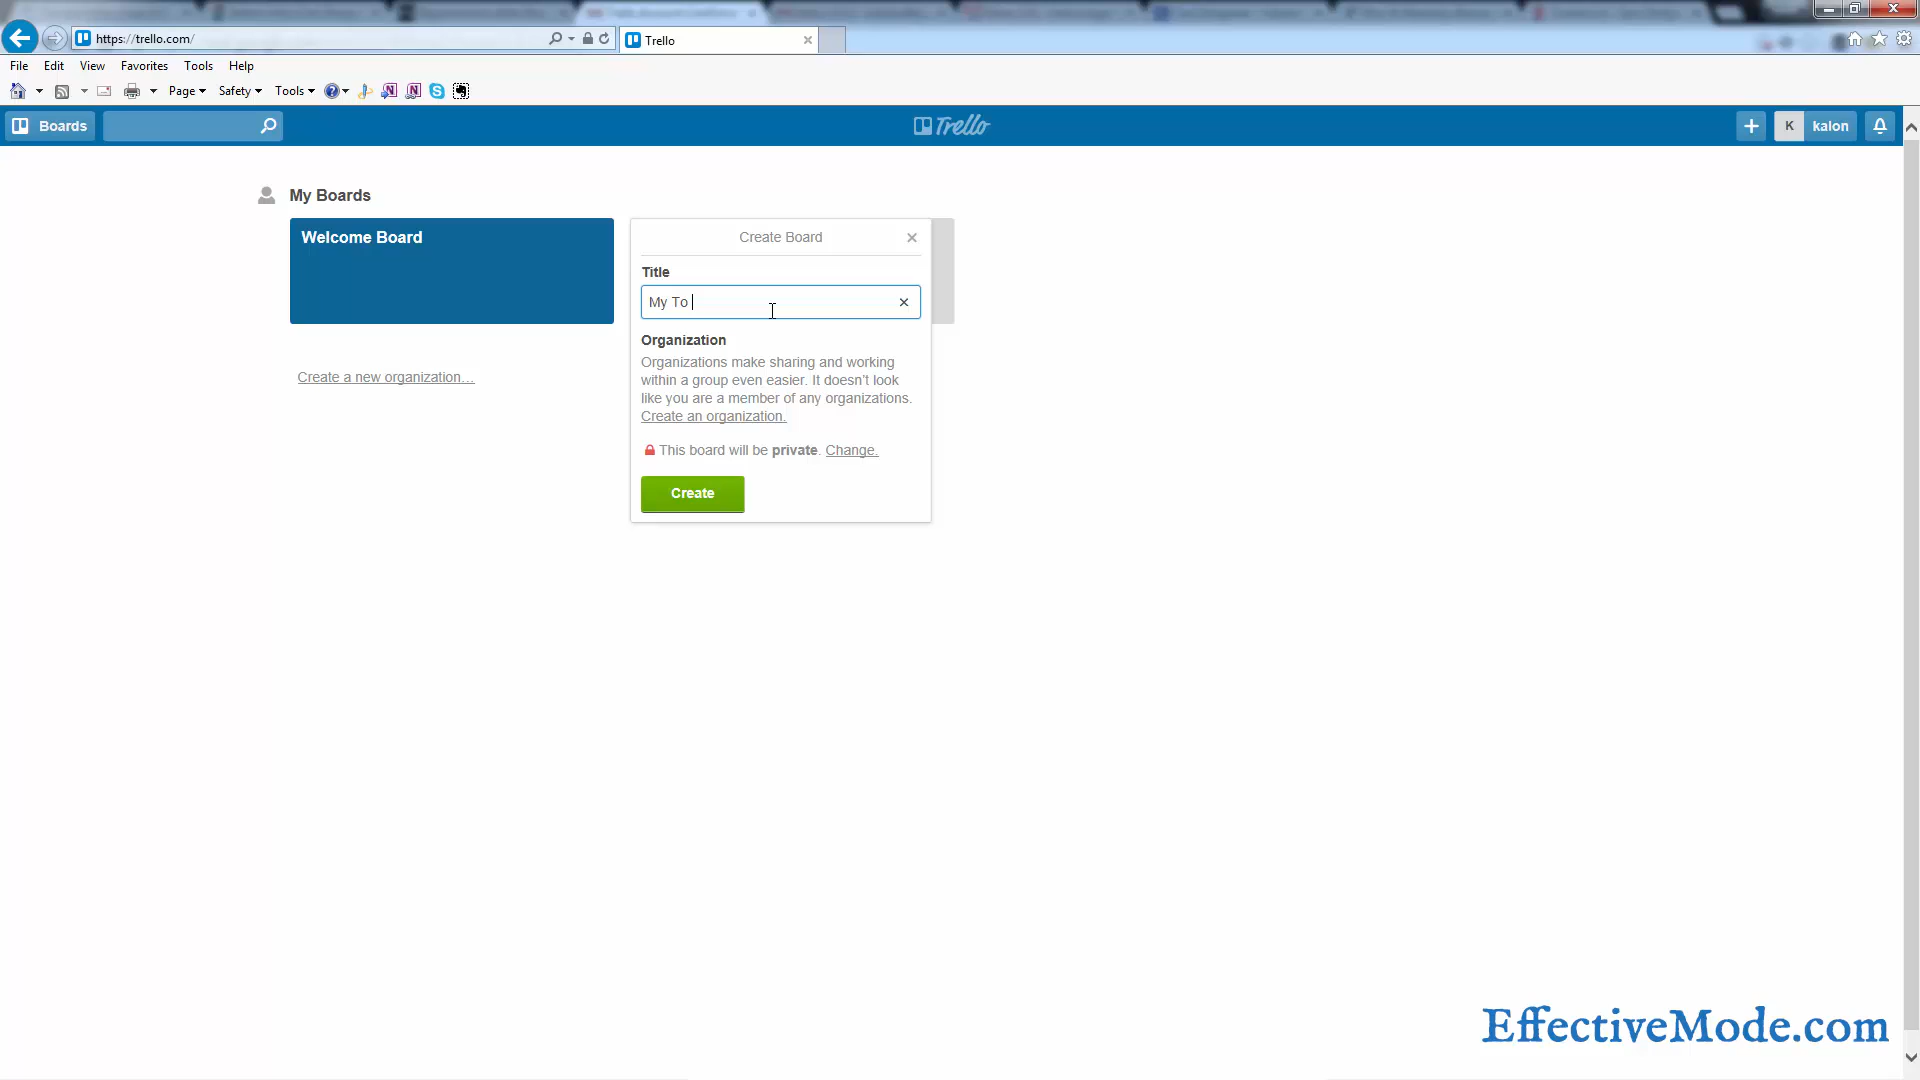 https://trello.com/
Trello
File Edit View Favorites Tools Help
Page Safety Tools
Boards
Trello
K kalon
My Boards
Welcome Board
Create Board
Title
My To
Organization
Organizations make sharing and working
within a group even easier. It doesn't look
like you are a member of any organizations.
Create an organization.
This board will be private. Change.
Create
Create a new organization…
EffectiveMode.com